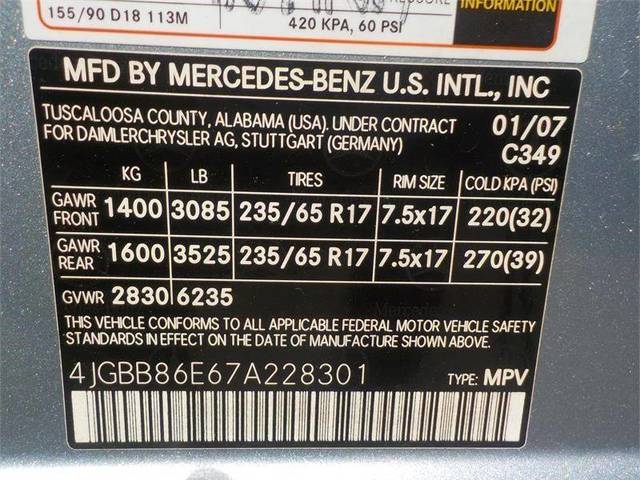 155/90 D18 113M
420 KPA, 60 PSI
INFORMATION
MFD BY MERCEDES-BENZ U.S. INTL., INC
TUSCALOOSA COUNTY, ALABAMA (USA). UNDER CONTRACT
FOR DAIMLERCHRYSLER AG, STUTTGART (GERMANY)
01/07
C349
KG LB TIRES RIM SIZE COLD KPA (PSI)
GAWR FRONT 1400 3085 235/65 R17 7.5x17 220(32)
GAWR REAR 1600 3525 235/65 R17 7.5x17 270(39)
GVWR 2830 6235
THIS VEHICLE CONFORMS TO ALL APPLICABLE FEDERAL MOTOR VEHICLE SAFETY
STANDARDS IN EFFECT ON THE DATE OF MANUFACTURE SHOWN ABOVE.
4JGBB86E67A228301 TYPE: MPV